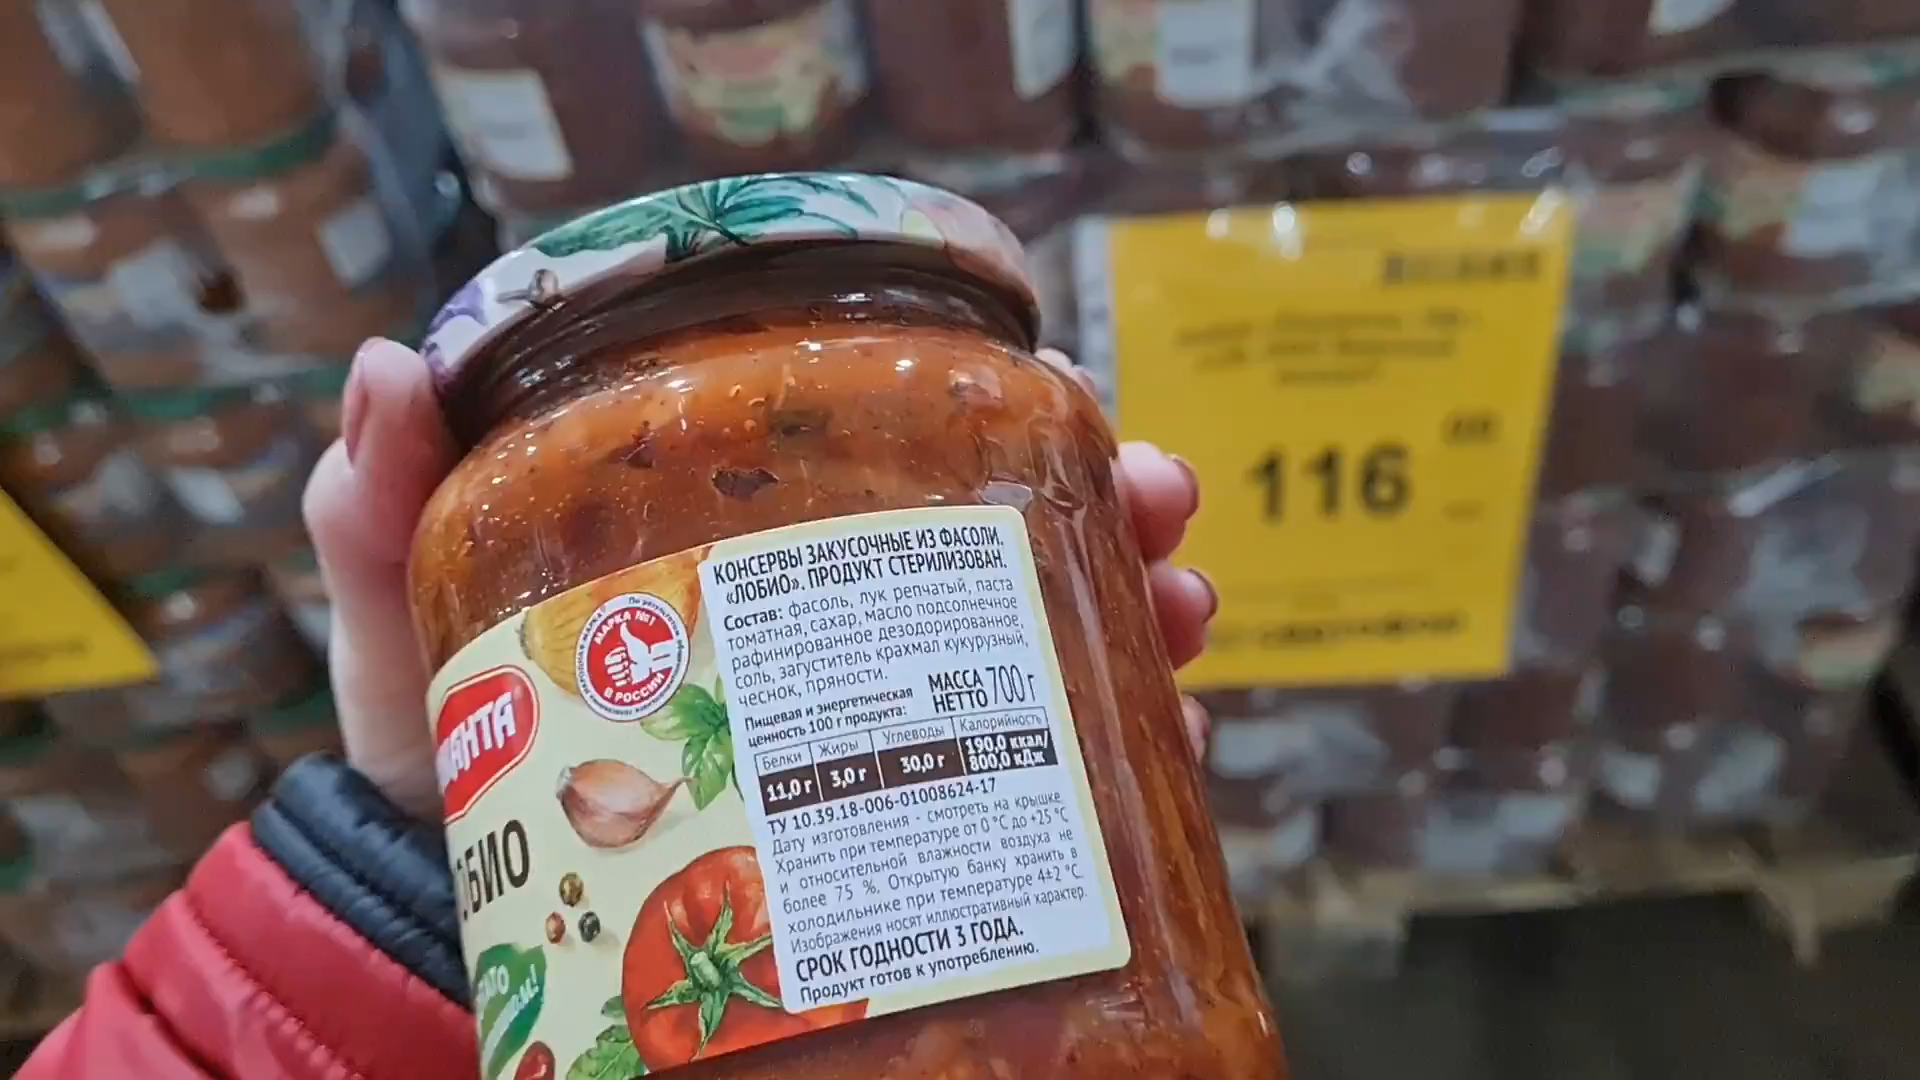 КОНСЕРВЫ ЗАКУСОЧНЫЕ ИЗ ФАСОЛИ.
«ЛОБИО». ПРОДУКТ СТЕРИЛИЗОВАН.
Состав: фасоль, лук репчатый, паста
томатная, сахар, масло подсолнечное
рафинированное дезодорированное,
соль, загуститель крахмал кукурузный,
чеснок, пряности.
МАССА
НЕТТО 700 г
Пищевая и энергетическая
ценность 100 г продукта:
Белки Жиры Углеводы Калорийность
11,0 г 3,0 г 30,0 г 190,0 ккал/
800,0 кДж
ТУ 10.39.18-006-01008624-17
Дату изготовления - смотреть на крышке.
Хранить при температуре от 0 °С до +25 °С
и относительной влажности воздуха не
более 75 %. Открытую банку хранить в
холодильнике при температуре 4±2 °С.
Изображения носят иллюстративный характер.
СРОК ГОДНОСТИ 3 ГОДА.
Продукт готов к употреблению.
МАРКА №1
В РОССИИ
116